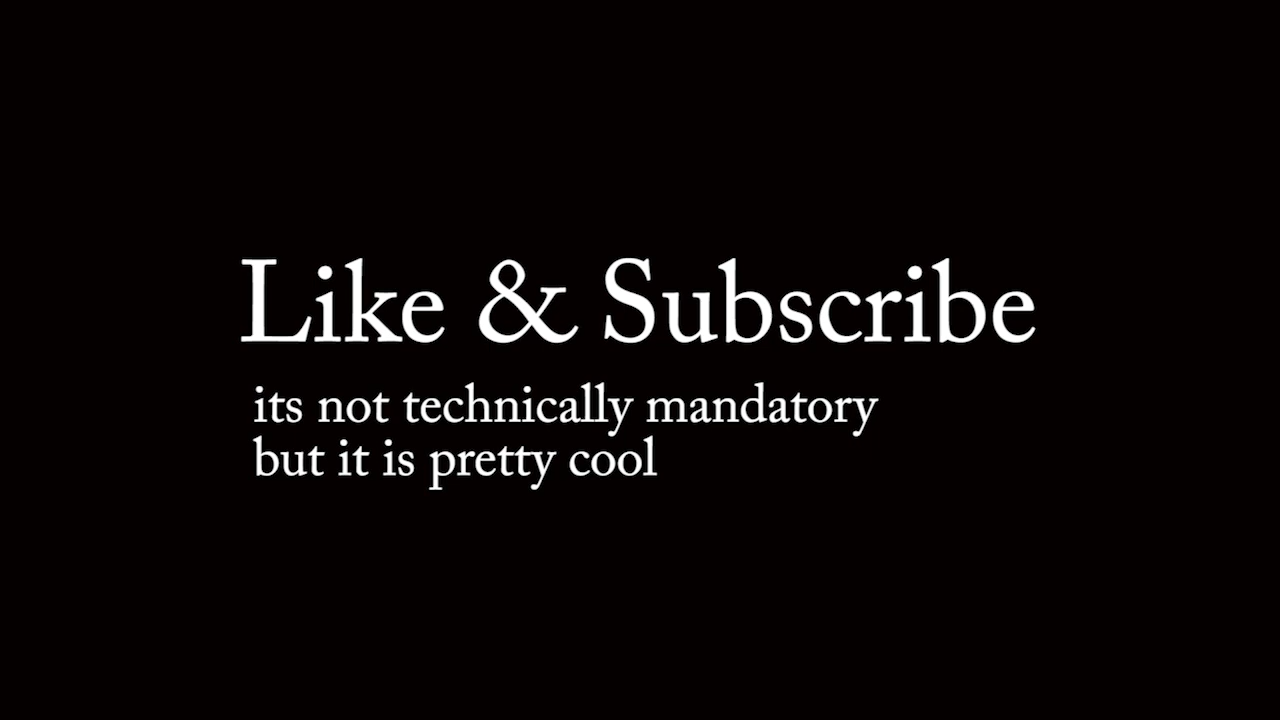 Like & Subscribe
its not technically mandatory
but it is pretty cool